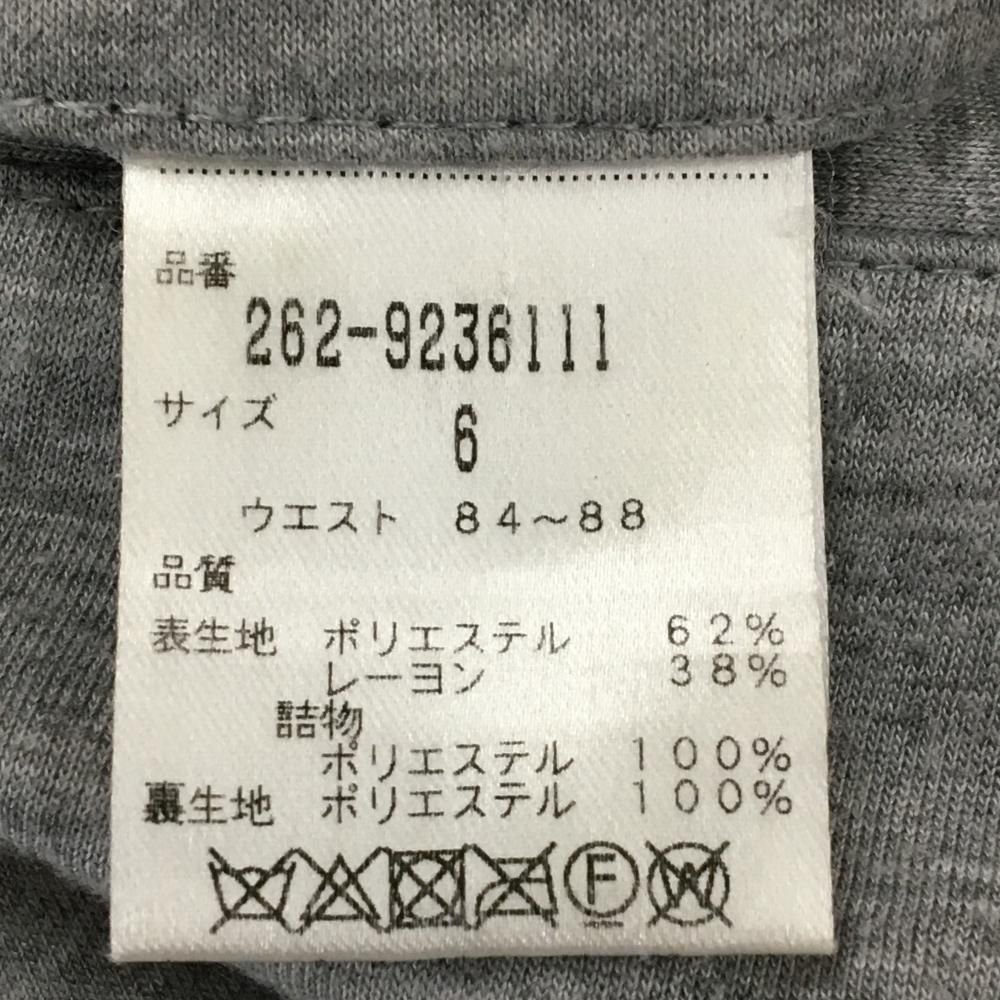 品番
262-9236111
サイズ
6
ウエスト 84～88
品質
表生地 ポリエステル 62%
レーヨン 38%
詰物
ポリエステル 100%
裏生地 ポリエステル 100%
F W